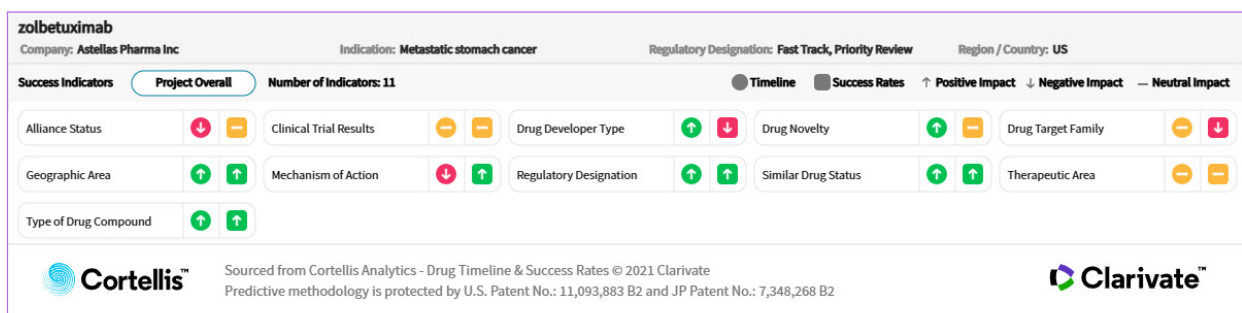 zolbetuximab
Company: Astellas Pharma Inc Indication: Metastatic stomach cancer Regulatory Designation: Fast Track, Priority Review Region / Country: US
Success Indicators Project Overall Number of Indicators: 11 Timeline Success Rates ↑ Positive Impact ↓ Negative Impact — Neutral Impact
Alliance Status Clinical Trial Results Drug Developer Type Drug Novelty Drug Target Family
Geographic Area Mechanism of Action Regulatory Designation Similar Drug Status Therapeutic Area
Type of Drug Compound
Cortellis™
Sourced from Cortellis Analytics - Drug Timeline & Success Rates © 2021 Clarivate
Predictive methodology is protected by U.S. Patent No.: 11,093,883 B2 and JP Patent No.: 7,348,268 B2
Clarivate™